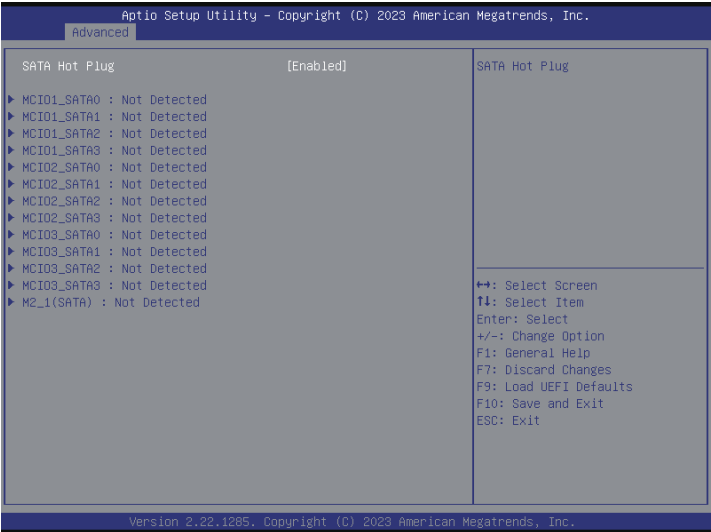 Aptio Setup Utility – Copyright (C) 2023 American Megatrends, Inc.
Advanced
SATA Hot Plug [Enabled]
SATA Hot Plug
MCIO1_SATA0 : Not Detected
MCIO1_SATA1 : Not Detected
MCIO1_SATA2 : Not Detected
MCIO1_SATA3 : Not Detected
MCIO2_SATA0 : Not Detected
MCIO2_SATA1 : Not Detected
MCIO2_SATA2 : Not Detected
MCIO2_SATA3 : Not Detected
MCIO3_SATA0 : Not Detected
MCIO3_SATA1 : Not Detected
MCIO3_SATA2 : Not Detected
MCIO3_SATA3 : Not Detected
M2_1(SATA) : Not Detected
↔: Select Screen
↑↓: Select Item
Enter: Select
+/-: Change Option
F1: General Help
F7: Discard Changes
F9: Load UEFI Defaults
F10: Save and Exit
ESC: Exit
Version 2.22.1285. Copyright (C) 2023 American Megatrends, Inc.